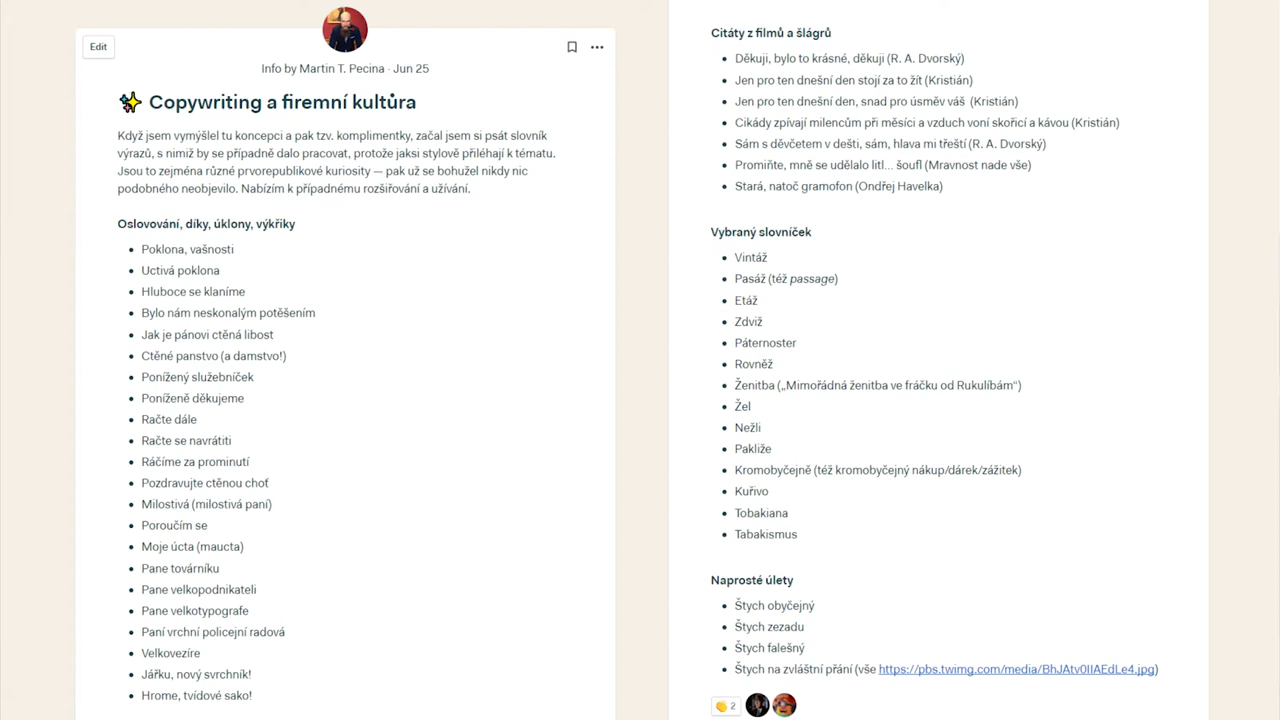 Edit
Info by Martin T. Pecina · Jun 25
✨ Copywriting a firemní kultůra
Když jsem vymýšlel tu koncepci a pak tzv. komplimentky, začal jsem si psát slovník
výrazů, s nimiž by se případně dalo pracovat, protože jaksi stylově přiléhají k tématu.
Jsou to zejména různé prvorepublikové kuriosity — pak už se bohužel nikdy nic
podobného neobjevilo. Nabízím k případnému rozšiřování a užívání.
Oslovování, díky, úklony, výkřiky
• Poklona, vašnosti
• Uctivá poklona
• Hluboce se klaníme
• Bylo nám neskonalým potěšením
• Jak je pánovi ctěná libost
• Ctěné panstvo (a damstvo!)
• Ponížený služebníček
• Poníženě děkujeme
• Račte dále
• Račte se navrátiti
• Ráčíme za prominutí
• Pozdravujte ctěnou choť
• Milostivá (milostivá paní)
• Poroučím se
• Moje úcta (maucta)
• Pane továrníku
• Pane velkopodnikateli
• Pane velkotypografe
• Paní vrchní policejní radová
• Velkovezíre
• Jářku, nový svrchník!
• Hrome, tvídové sako!
Citáty z filmů a šlágrů
• Děkuji, bylo to krásné, děkuji (R. A. Dvorský)
• Jen pro ten dnešní den stojí za to žít (Kristián)
• Jen pro ten dnešní den, snad pro úsměv váš (Kristián)
• Cikády zpívají milencům při měsíci a vzduch voní skořicí a kávou (Kristián)
• Sám s děvčetem v dešti, sám, hlava mi třeští (R. A. Dvorský)
• Promiňte, mně se udělalo litl... šoufl (Mravnost nade vše)
• Stará, natoč gramofon (Ondřej Havelka)
Vybraný slovníček
• Vintáž
• Pasáž (též passage)
• Etáž
• Zdviž
• Páternoster
• Rovněž
• Ženitba („Mimořádná ženitba ve fráčku od Rukulíbám“)
• Žel
• Nežli
• Pakliže
• Kromobyčejně (též kromobyčejný nákup/dárek/zážitek)
• Kuřivo
• Tobakiana
• Tabakismus
Naprosté úlety
• Štych obyčejný
• Štych zezadu
• Štych falešný
• Štych na zvláštní přání (vše https://pbs.twimg.com/media/BhJAtv0IIAEdLe4.jpg)
👏 2